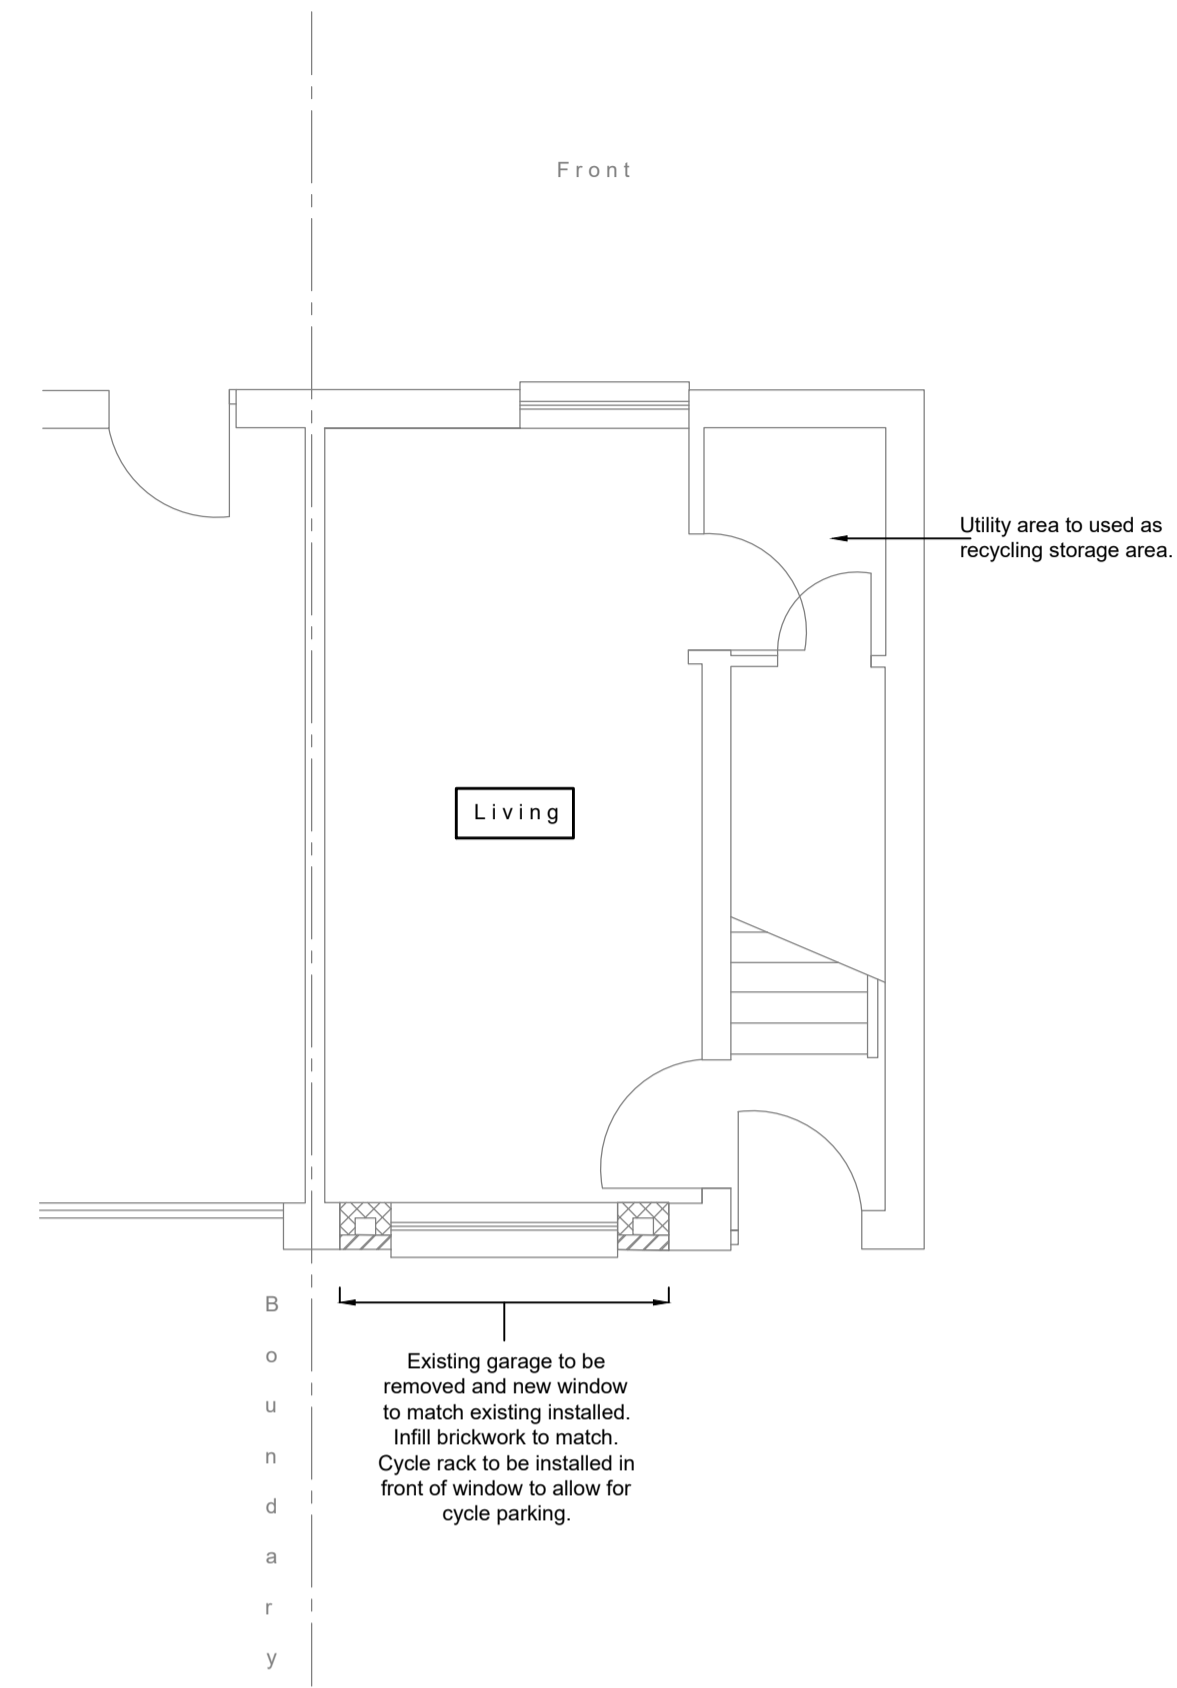 Front
Utility area to used as
recycling storage area.
Living
Existing garage to be
removed and new window
to match existing installed.
Infill brickwork to match.
Cycle rack to be installed in
front of window to allow for
cycle parking.
Boundary